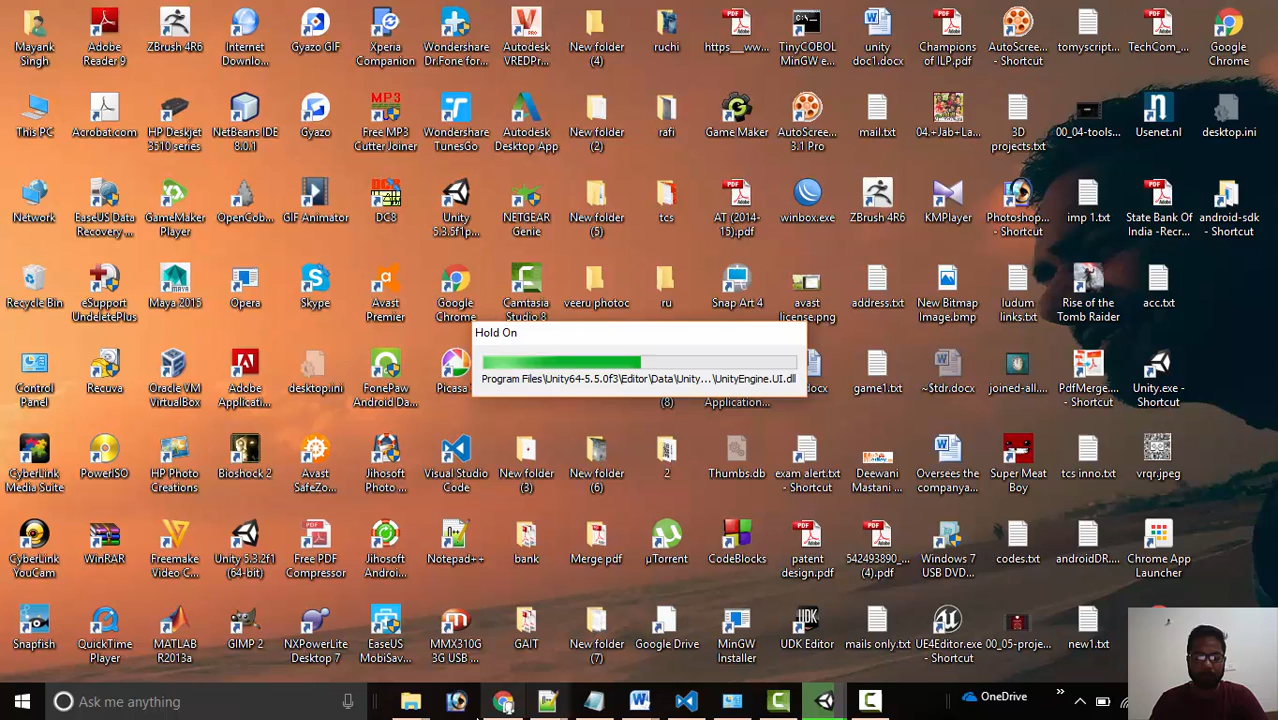 Mayank Singh
Adobe Reader 9
ZBrush 4R6
Internet Downlo...
Gyazo GIF
Xperia Companion
Wondershare Dr.Fone for...
Autodesk VREDPr...
New folder (4)
ruchi
https__ww...
TinyCOBOL MinGW e...
unity doc1.docx
Champions of ILP.pdf
AutoScree... - Shortcut
tomyscript...
TechCom_...
Google Chrome
This PC
Acrobat.com
HP Deskjet 3510 series
NetBeans IDE 8.0.1
Gyazo
Free MP3 Cutter Joiner
Wondershare TunesGo
Autodesk Desktop App
New folder (2)
rafi
Game Maker
AutoScree... 3.1 Pro
mail.txt
04.+Jab+La...
3D projects.txt
00_04-tools...
Usenet.nl
desktop.ini
Network
EaseUS Data Recovery ...
GameMaker Player
OpenCob...
GIF Animator
DC8
Unity 5.3.5f1p...
NETGEAR Genie
New folder (5)
tcs
AT (2014-15).pdf
winbox.exe
ZBrush 4R6
KMPlayer
Photoshop... - Shortcut
imp 1.txt
State Bank Of India -Recr...
android-sdk - Shortcut
Recycle Bin
eSupport UndeletePlus
Maya 2015
Opera
Skype
Avast Premier
Google Chrome
Camtasia Studio 8
veeru photoc
ru
Snap Art 4
avast license.png
address.txt
New Bitmap Image.bmp
ludum links.txt
Rise of the Tomb Raider
acc.txt
Hold On
Program Files\Unity64-5.5.0f3\Editor\Data\Unity...\UnityEngine.UI.dll
Control Panel
Recuva
Oracle VM VirtualBox
Adobe Applicati...
desktop.ini
FonePaw Android Da...
Picasa
(8)
Application...
docx
game1.txt
~$tdr.docx
joined-all....
PdfMerge.... - Shortcut
Unity.exe - Shortcut
CyberLink Media Suite
PowerISO
HP Photo Creations
Bioshock 2
Avast SafeZo...
Jihosoft Photo ...
Visual Studio Code
New folder (3)
New folder (6)
2
Thumbs.db
exam alert.txt - Shortcut
Deewani Mastani ...
Oversees the companya...
Super Meat Boy
tcs inno.txt
vrqr.jpeg
CyberLink YouCam
WinRAR
Freemake Video C...
Unity 5.3.2f1 (64-bit)
Free PDF Compressor
Jihosoft Androi...
Notepad++
bank
Merge pdf
µTorrent
CodeBlocks
patent design.pdf
542493890_... (4).pdf
Windows 7 USB DVD...
codes.txt
androidDR...
Chrome App Launcher
Snapfish
QuickTime Player
MATLAB R2013a
GIMP 2
NXPowerLite Desktop 7
EaseUS MobiSav...
MMX310G 3G USB ...
GAIT
New folder (7)
Google Drive
MinGW Installer
UDK Editor
mails only.txt
UE4Editor.exe - Shortcut
00_05-proje...
new1.txt
Ask me anything
OneDrive